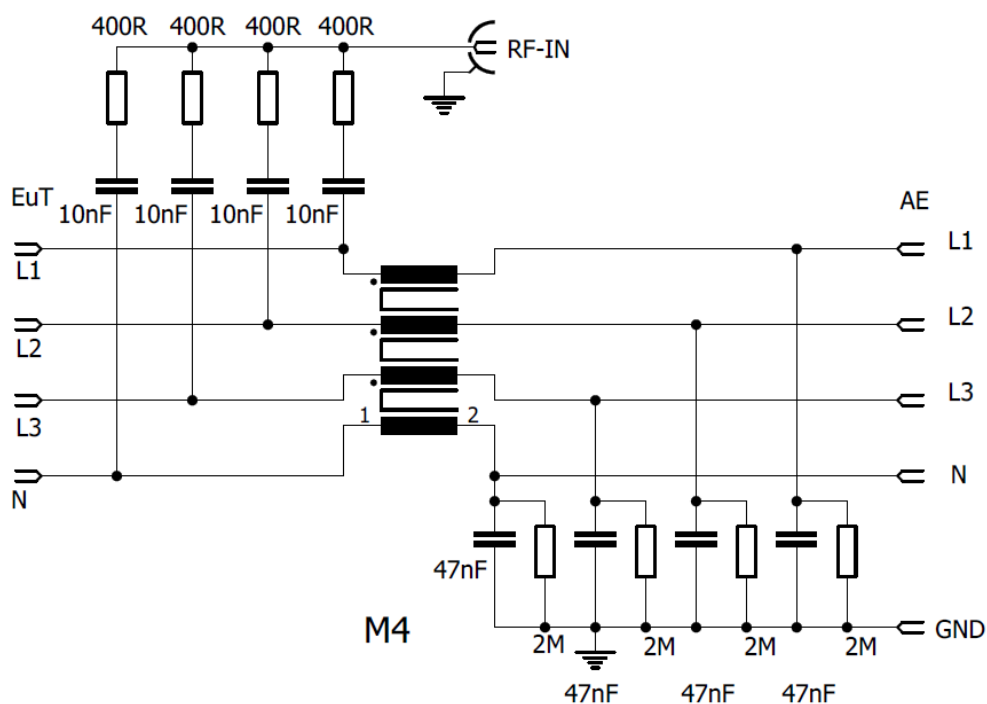 400R 400R 400R 400R
RF-IN
EuT
10nF 10nF 10nF 10nF
AE
L1
L1
L2
L2
L3
L3
1 2
N
N
47nF
GND
M4
2M 2M 2M 2M
47nF 47nF 47nF